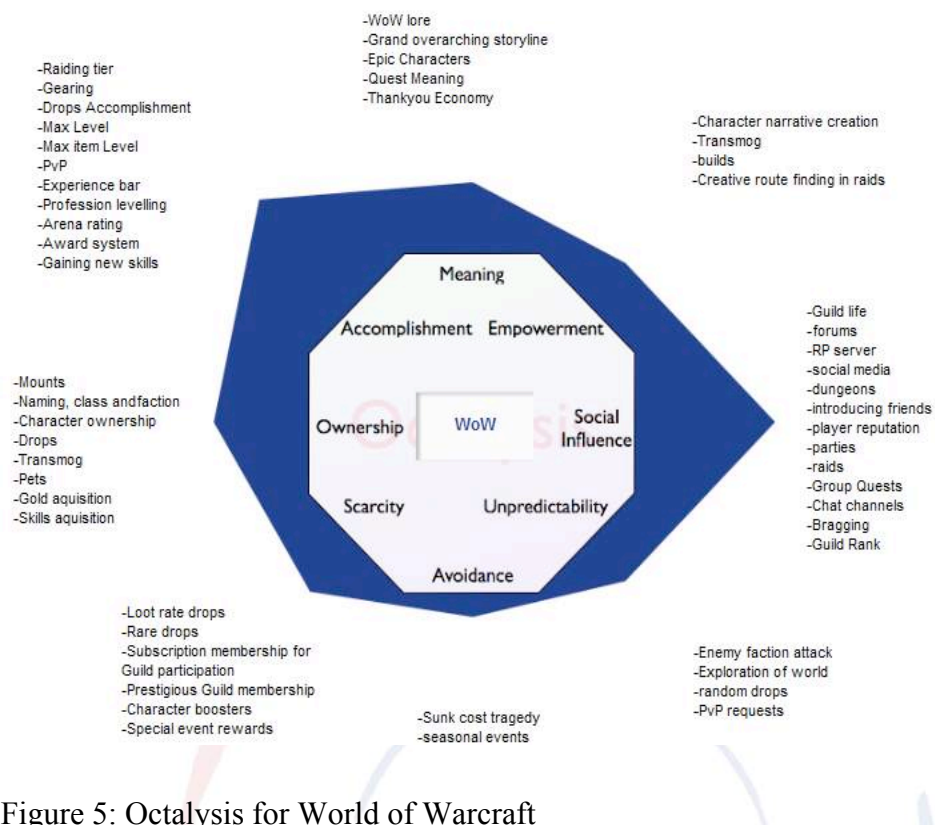 -WoW lore
-Grand overarching storyline
-Epic Characters
-Quest Meaning
-Thankyou Economy
-Raiding tier
-Gearing
-Drops Accomplishment
-Max Level
-Max item Level
-PvP
-Experience bar
-Profession levelling
-Arena rating
-Award system
-Gaining new skills
-Character narrative creation
-Transmog
-builds
-Creative route finding in raids
Meaning
Accomplishment
Empowerment
Ownership
WoW
Social
Influence
Scarcity
Unpredictability
Avoidance
-Mounts
-Naming, class andfaction
-Character ownership
-Drops
-Transmog
-Pets
-Gold aquisition
-Skills aquisition
-Guild life
-forums
-RP server
-social media
-dungeons
-introducing friends
-player reputation
-parties
-raids
-Group Quests
-Chat channels
-Bragging
-Guild Rank
-Loot rate drops
-Rare drops
-Subscription membership for
Guild participation
-Prestigious Guild membership
-Character boosters
-Special event rewards
-Sunk cost tragedy
-seasonal events
-Enemy faction attack
-Exploration of world
-random drops
-PvP requests
Figure 5: Octalysis for World of Warcraft